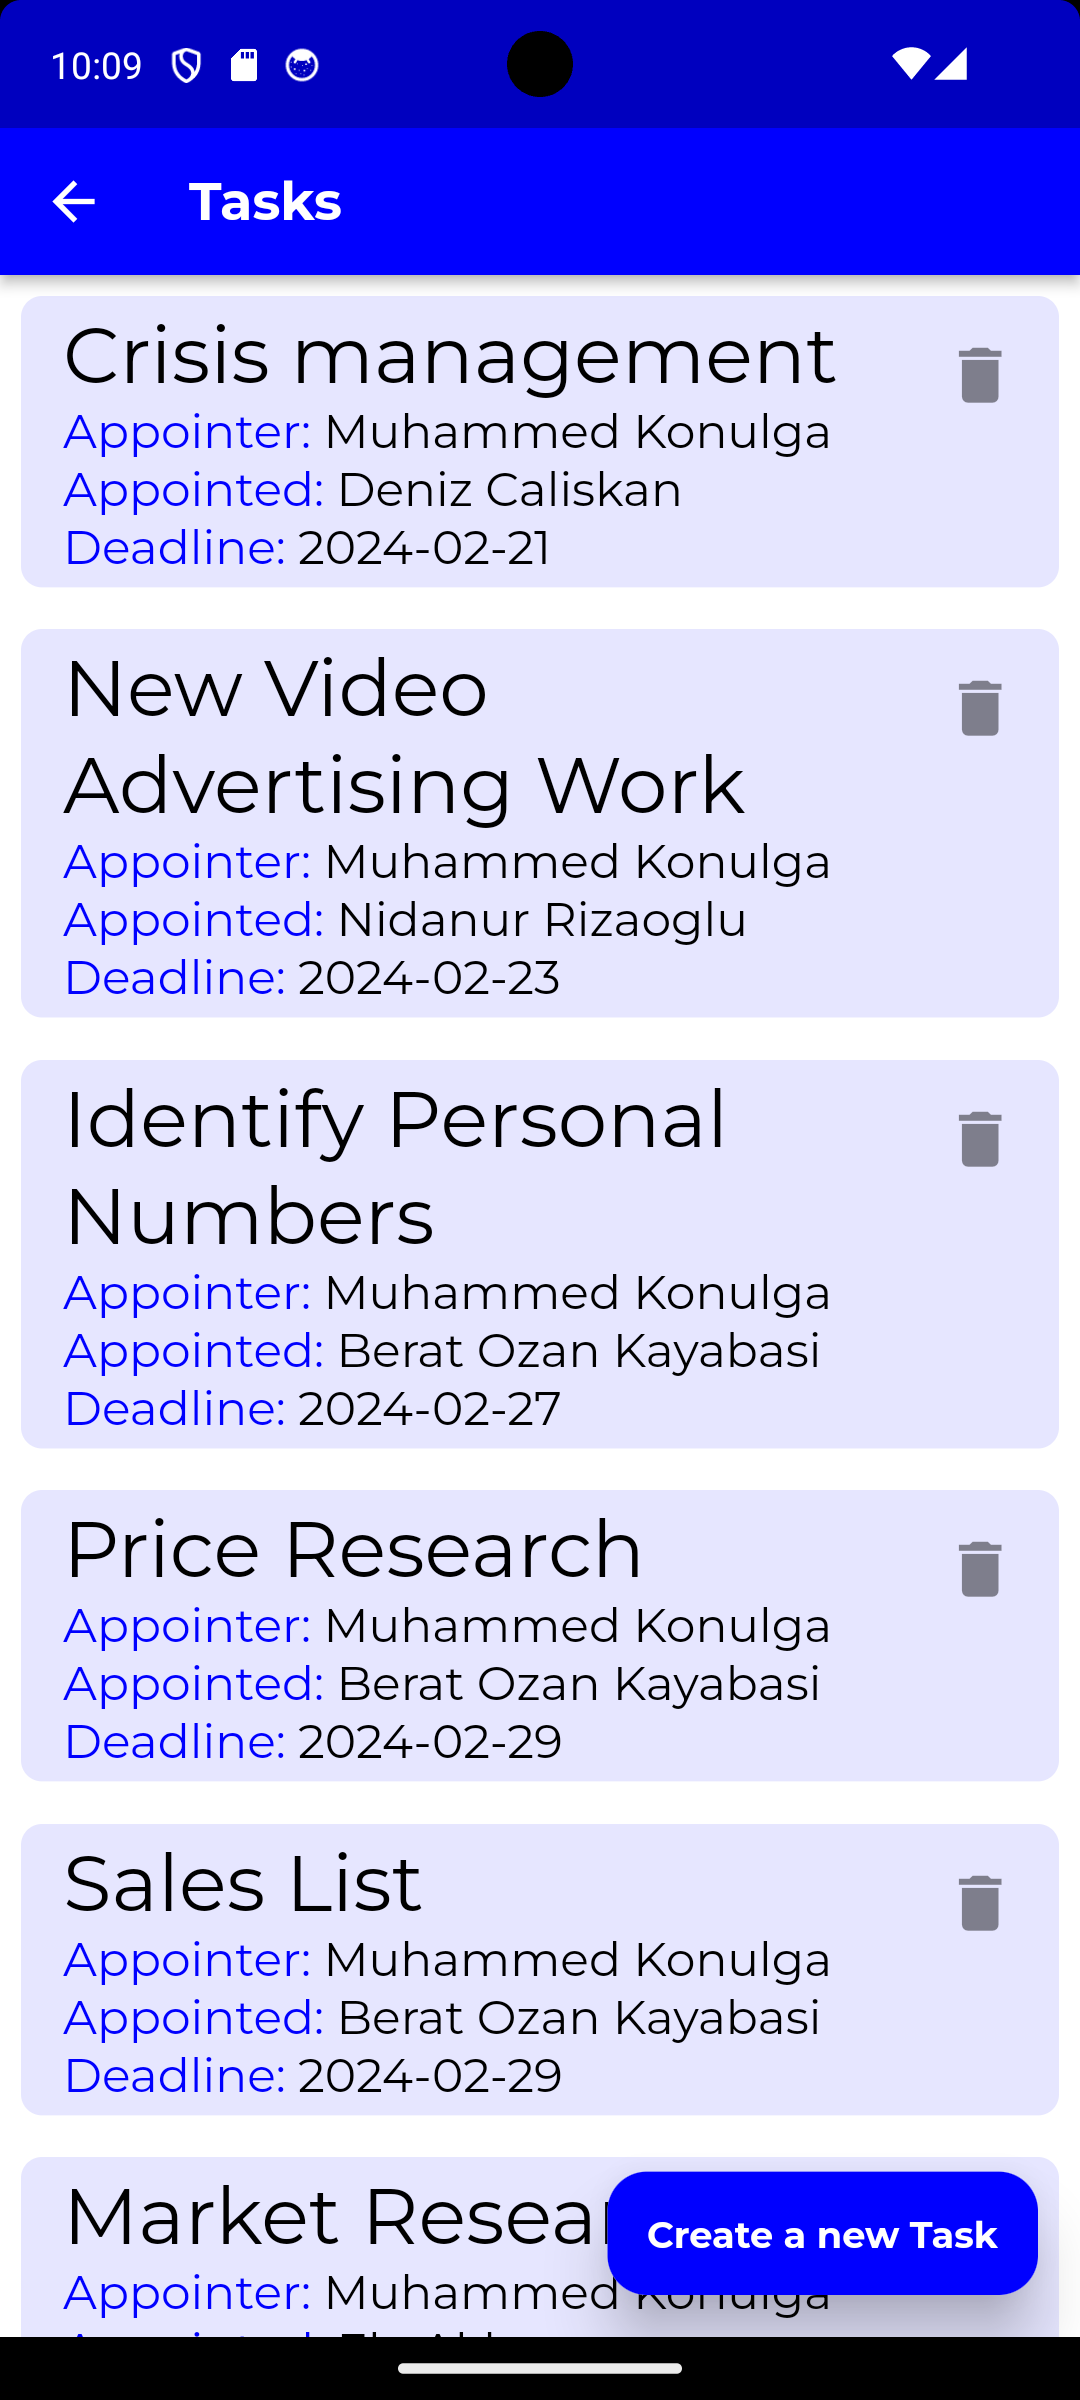 10:09
Tasks
Crisis management
Appointer: Muhammed Konulga
Appointed: Deniz Caliskan
Deadline: 2024-02-21
New Video
Advertising Work
Appointer: Muhammed Konulga
Appointed: Nidanur Rizaoglu
Deadline: 2024-02-23
Identify Personal
Numbers
Appointer: Muhammed Konulga
Appointed: Berat Ozan Kayabasi
Deadline: 2024-02-27
Price Research
Appointer: Muhammed Konulga
Appointed: Berat Ozan Kayabasi
Deadline: 2024-02-29
Sales List
Appointer: Muhammed Konulga
Appointed: Berat Ozan Kayabasi
Deadline: 2024-02-29
Market
Create a new Task
Appointer: Muhammed Konulga